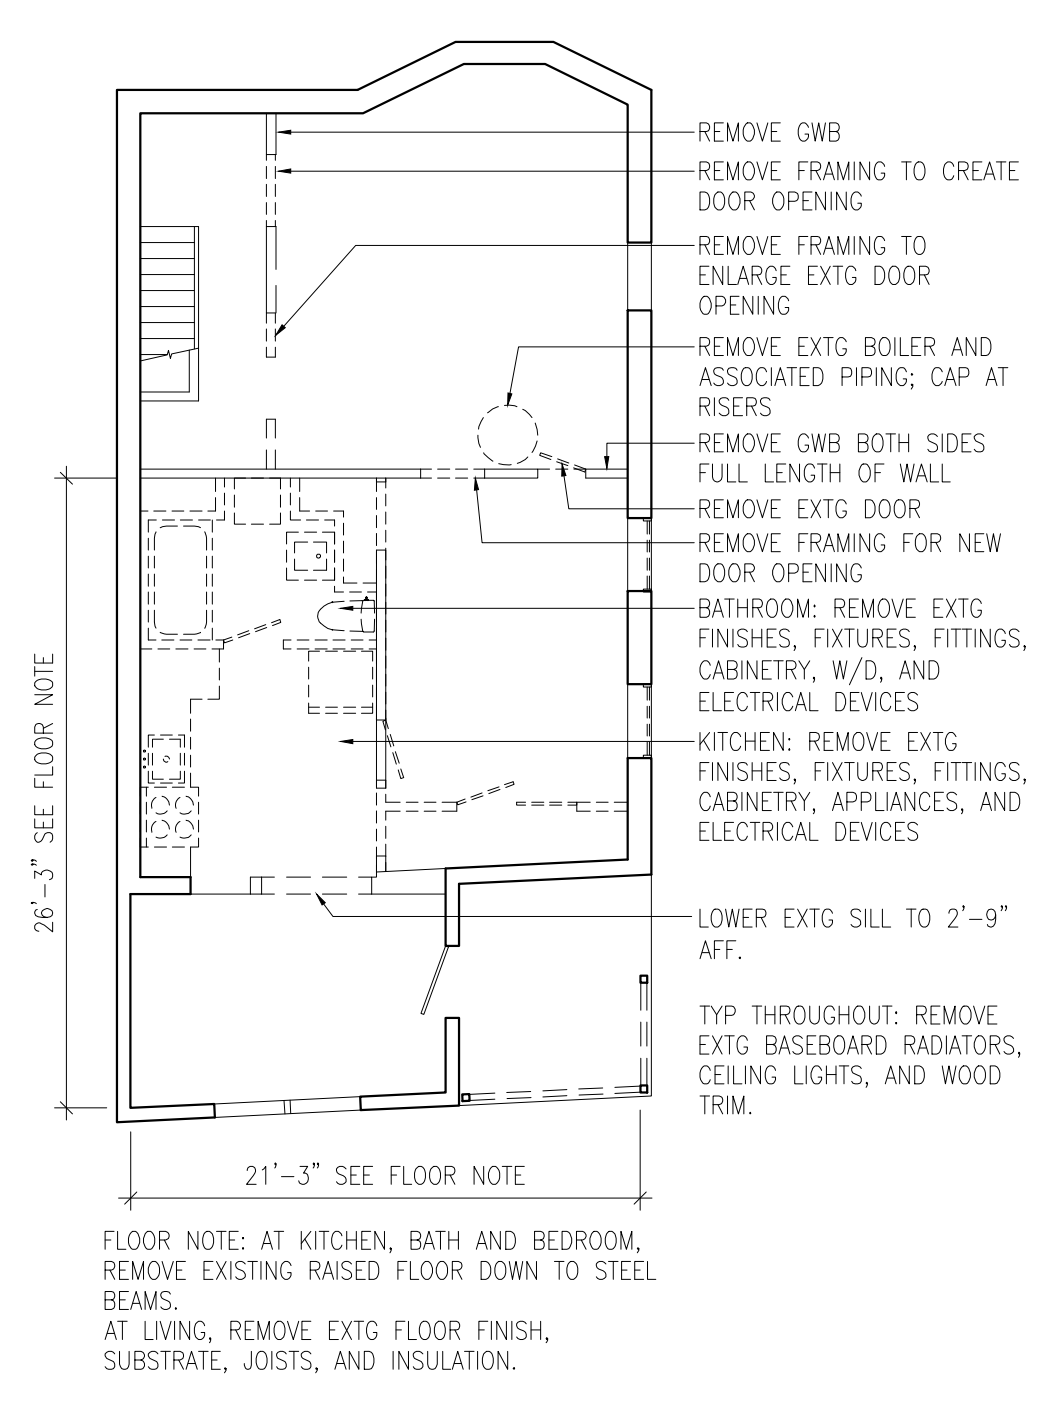 REMOVE GWB
REMOVE FRAMING TO CREATE
DOOR OPENING
REMOVE FRAMING TO
ENLARGE EXTG DOOR
OPENING
REMOVE EXTG BOILER AND
ASSOCIATED PIPING; CAP AT
RISERS
REMOVE GWB BOTH SIDES
FULL LENGTH OF WALL
REMOVE EXTG DOOR
REMOVE FRAMING FOR NEW
DOOR OPENING
BATHROOM: REMOVE EXTG
FINISHES, FIXTURES, FITTINGS,
CABINETRY, W/D, AND
ELECTRICAL DEVICES
KITCHEN: REMOVE EXTG
FINISHES, FIXTURES, FITTINGS,
CABINETRY, APPLIANCES, AND
ELECTRICAL DEVICES
LOWER EXTG SILL TO 2'-9"
AFF.
TYP THROUGHOUT: REMOVE
EXTG BASEBOARD RADIATORS,
CEILING LIGHTS, AND WOOD
TRIM.
26'-3" SEE FLOOR NOTE
21'-3" SEE FLOOR NOTE
FLOOR NOTE: AT KITCHEN, BATH AND BEDROOM,
REMOVE EXISTING RAISED FLOOR DOWN TO STEEL
BEAMS.
AT LIVING, REMOVE EXTG FLOOR FINISH,
SUBSTRATE, JOISTS, AND INSULATION.